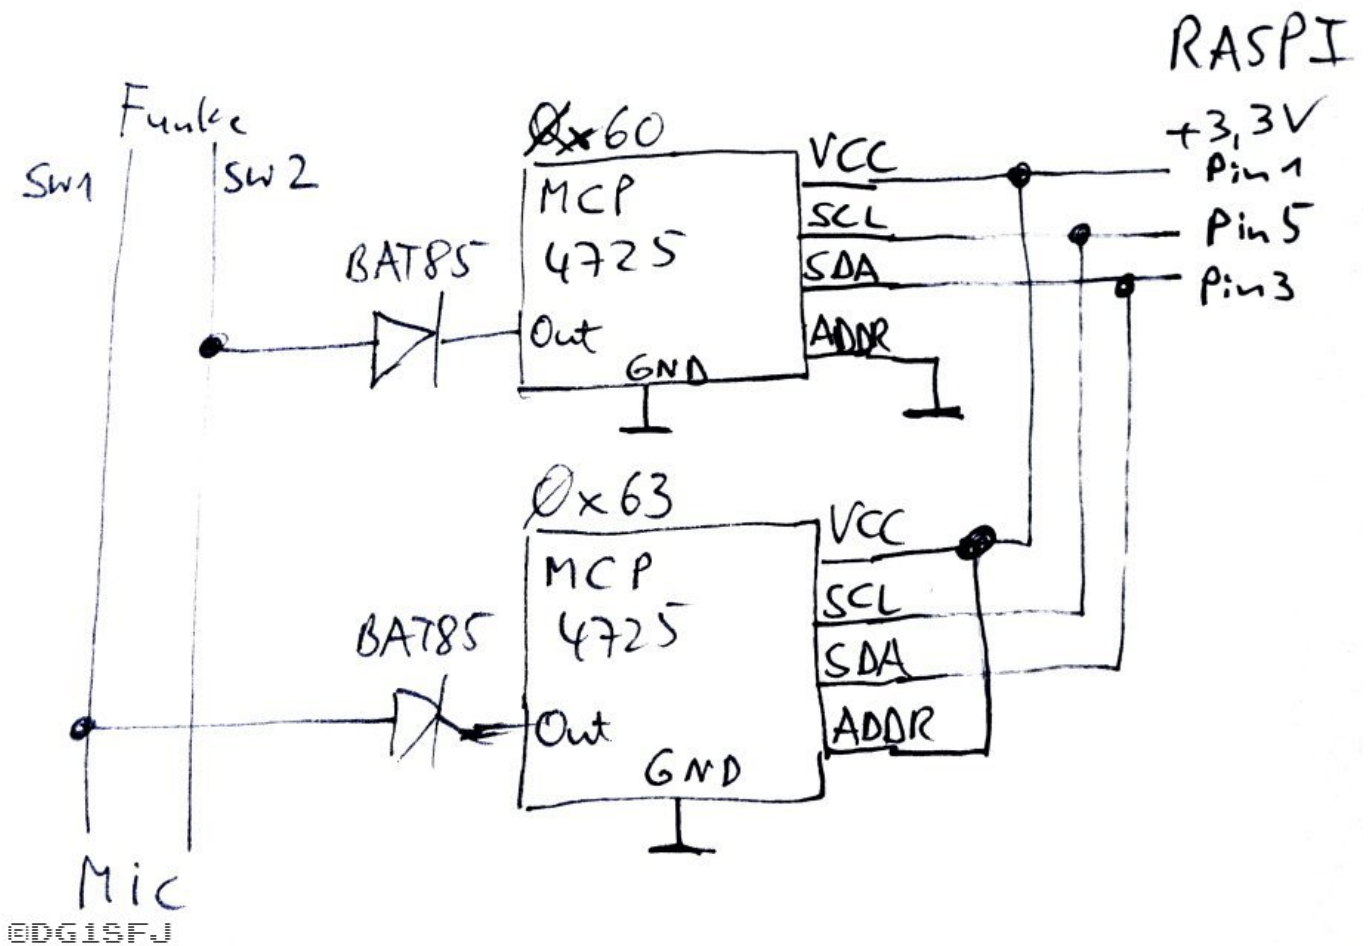 RASPI
Funke
SW1
SW2
+3,3V
0x60
MCP
4725
BAT85
Out
GND
VCC
SCL
SDA
ADDR
Pin1
Pin5
Pin3
0x63
MCP
4725
BAT85
Out
GND
VCC
SCL
SDA
ADDR
Mic
©DG1SFJ